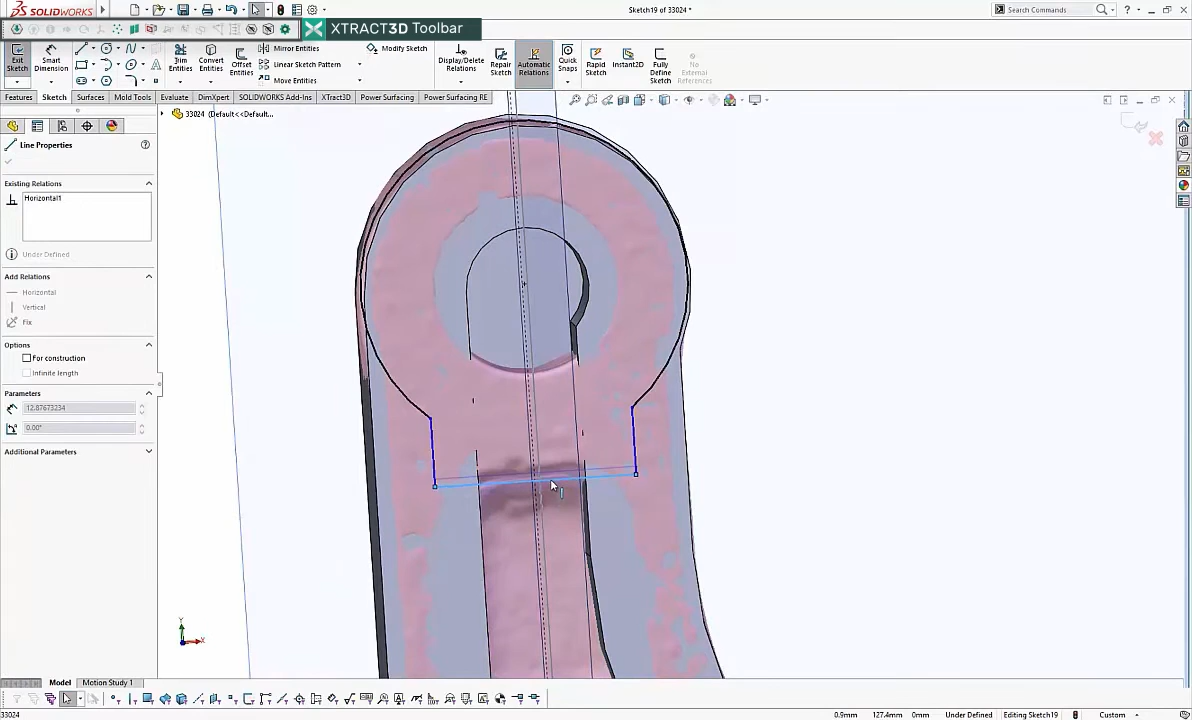 SOLIDWORKS
Sketch19 of 33024 *
Search Commands
XTRACT3D Toolbar
Exit Sketch
Smart Dimension
Trim Entities
Convert Entities
Offset Entities
Mirror Entities
Linear Sketch Pattern
Move Entities
Modify Sketch
Display/Delete Relations
Repair Sketch
Automatic Relations
Quick Snaps
Rapid Sketch
Instant2D
Fully Define Sketch
No External References
Features
Sketch
Surfaces
Mold Tools
Evaluate
DimXpert
SOLIDWORKS Add-Ins
XTract3D
Power Surfacing
Power Surfacing RE
33024 (Default<<Default...
Line Properties
Existing Relations
Horizontal1
Under Defined
Add Relations
Horizontal
Vertical
Fix
Options
For construction
Infinite length
Parameters
12.87673234
0.00°
Additional Parameters
Y
X
Model
Motion Study 1
33024
0.9mm
127.4mm
0mm
Under Defined
Editing Sketch19
Custom